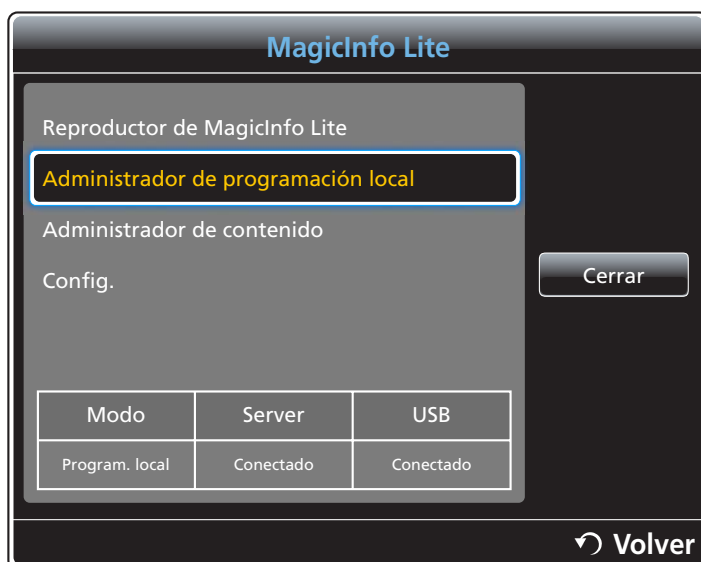 MagicInfo Lite
Reproductor de MagicInfo Lite
Administrador de programación local
Administrador de contenido
Config.
Cerrar
Modo Server USB
Program. local Conectado Conectado
Volver